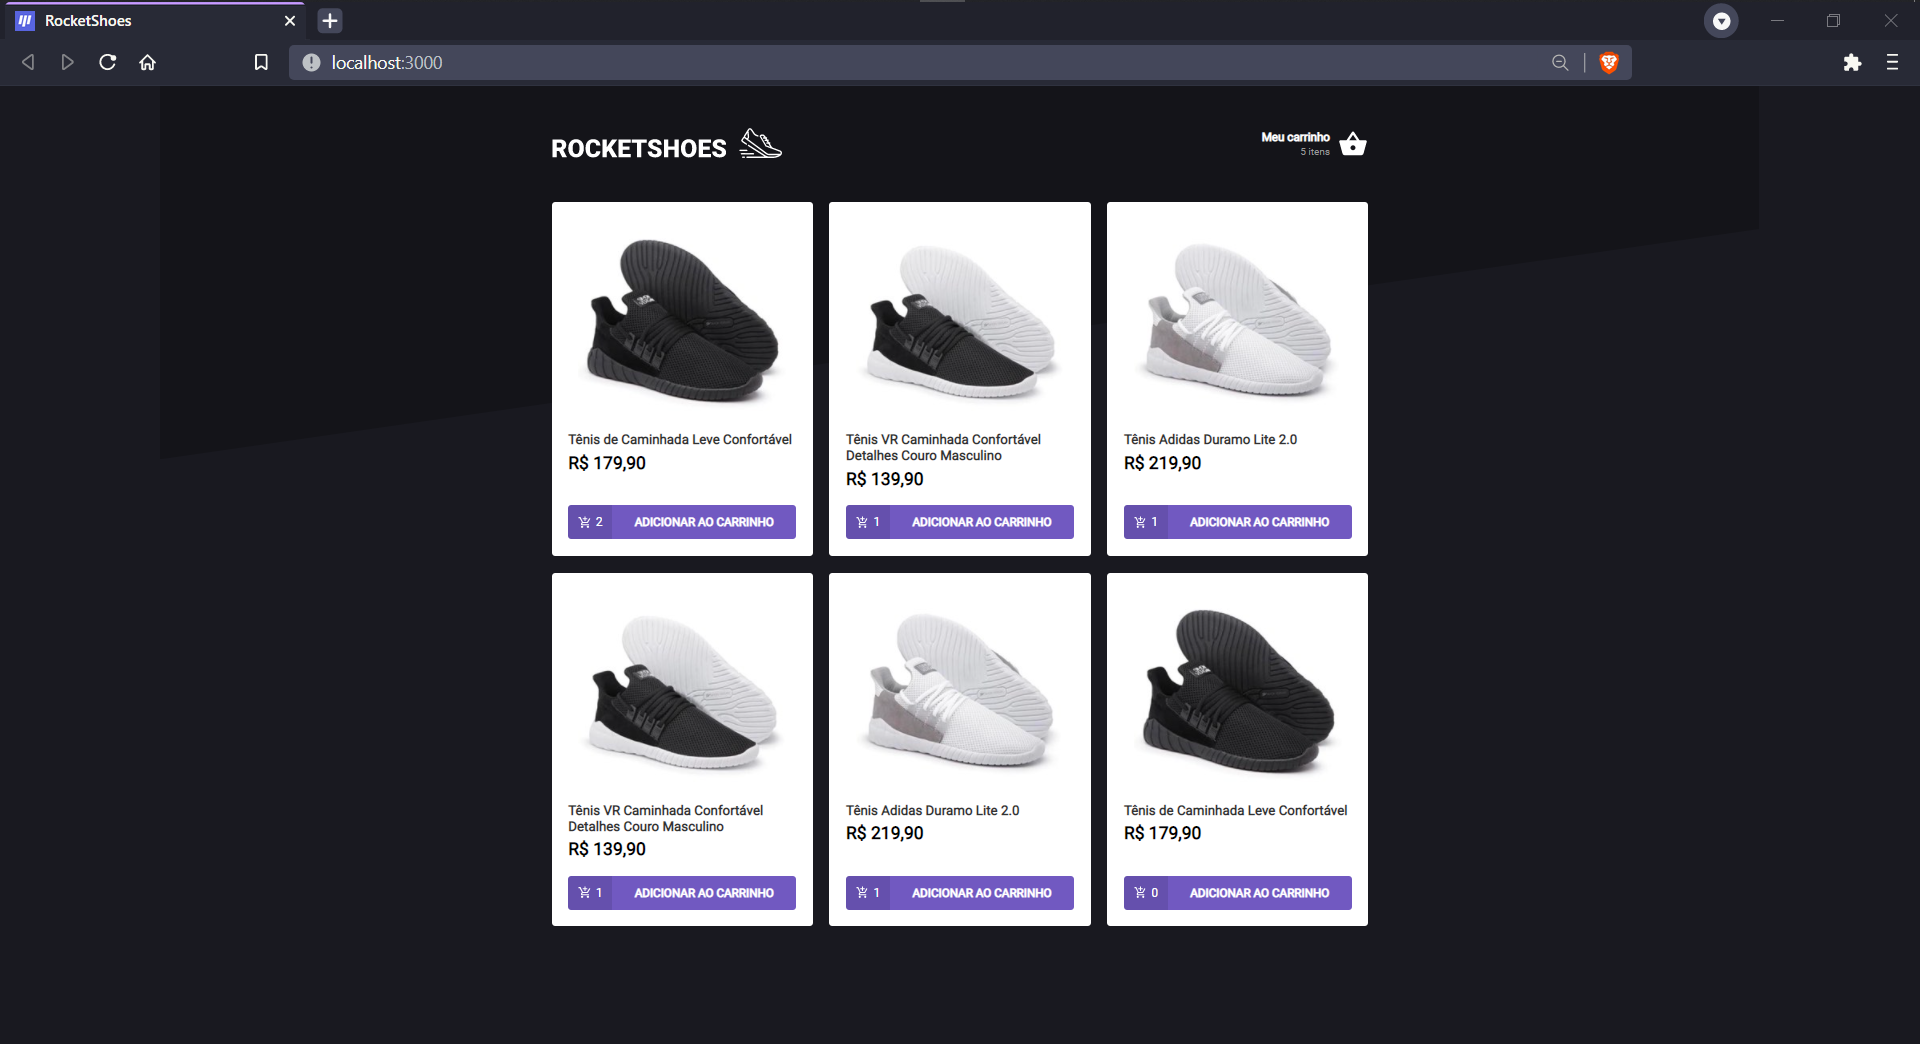 RocketShoes
localhost:3000
ROCKETSHOES
Meu carrinho
5 itens
Tênis de Caminhada Leve Confortável
R$ 179,90
2 ADICIONAR AO CARRINHO
Tênis VR Caminhada Confortável
Detalhes Couro Masculino
R$ 139,90
1 ADICIONAR AO CARRINHO
Tênis Adidas Duramo Lite 2.0
R$ 219,90
1 ADICIONAR AO CARRINHO
Tênis VR Caminhada Confortável
Detalhes Couro Masculino
R$ 139,90
1 ADICIONAR AO CARRINHO
Tênis Adidas Duramo Lite 2.0
R$ 219,90
1 ADICIONAR AO CARRINHO
Tênis de Caminhada Leve Confortável
R$ 179,90
0 ADICIONAR AO CARRINHO